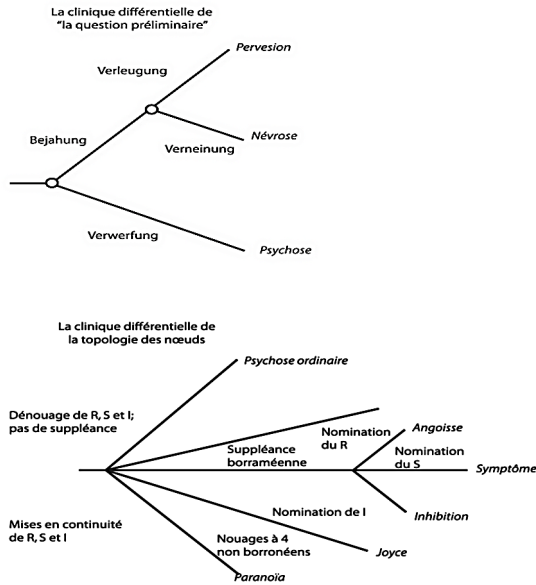 La clinique différentielle de
“la question préliminaire”
Pervesion
Verleugung
Névrose
Bejahung
Verneinung
Verwerfung
Psychose
La clinique différentielle de
la topologie des nœuds
Psychose ordinaire
Dénouage de R, S et I;
pas de suppléance
Nomination
du R
Angoisse
Suppléance
borraméenne
Nomination
du S
Symptôme
Nomination de I
Inhibition
Mises en continuité
de R, S et I
Nouages à 4
non borronéens
Joyce
Paranoïa